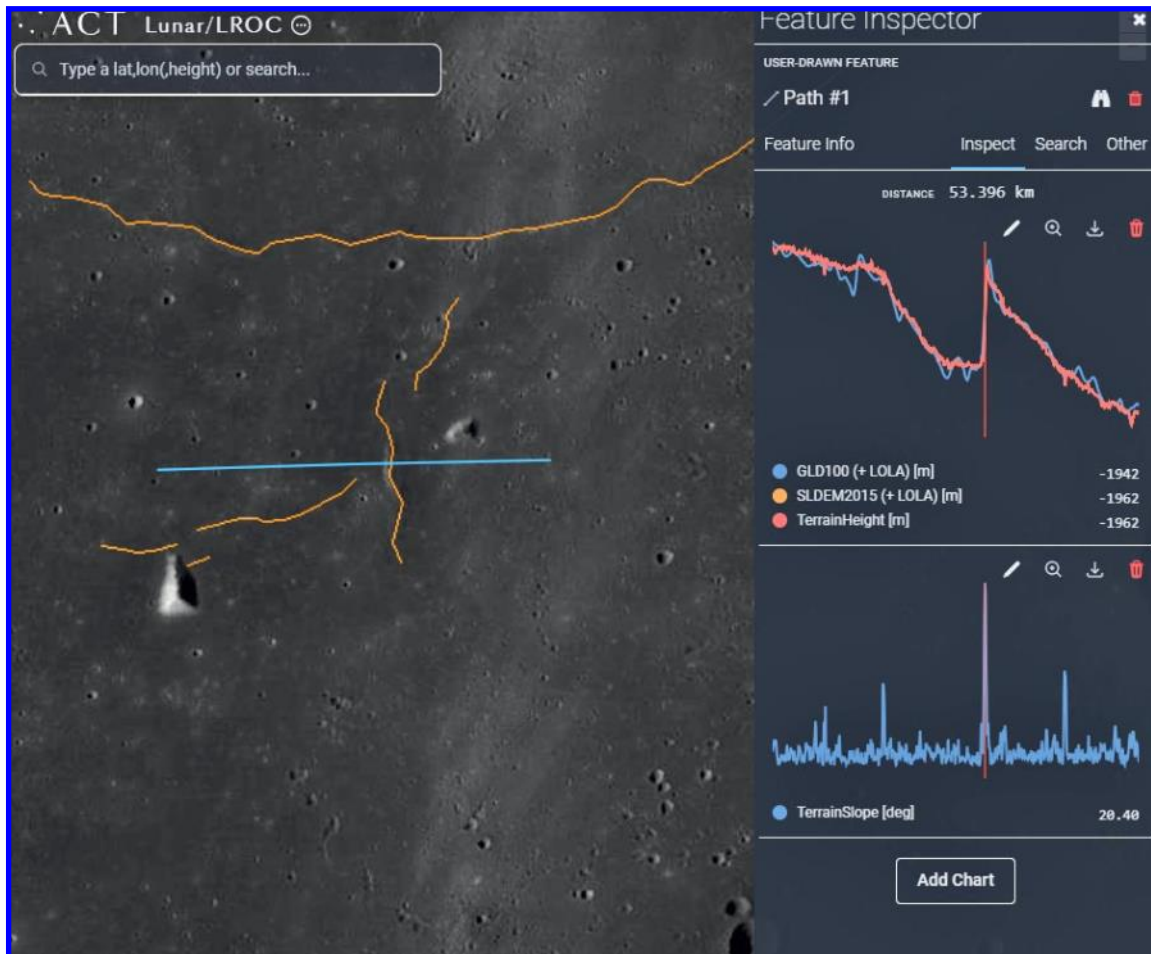 ACT Lunar/LROC
Type a lat,lon(,height) or search...
Feature Inspector
USER-DRAWN FEATURE
Path #1
Feature Info Inspect Search Other
DISTANCE 53.396 km
GLD100 (+ LOLA) [m] -1942
SLDEM2015 (+ LOLA) [m] -1962
TerrainHeight [m] -1962
TerrainSlope [deg] 20.40
Add Chart